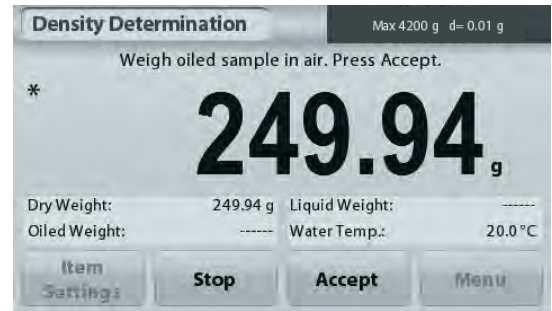 Density Determination
Max 4200 g d= 0.01 g
Weigh oiled sample in air. Press Accept.
*
249.94 g
Dry Weight: 249.94 g Liquid Weight: ------
Oiled Weight: ------ Water Temp.: 20.0 °C
Item Settings Stop Accept Menu